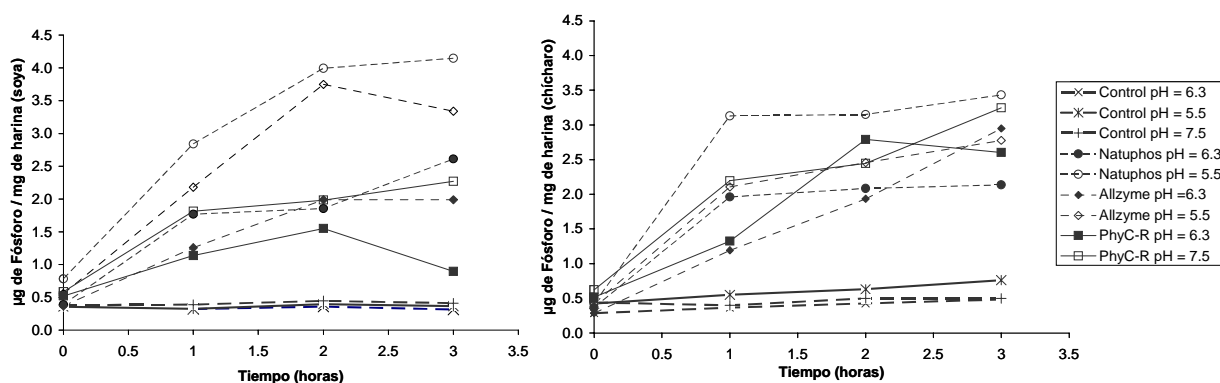 µg de Fósforo / mg de harina (soya)
4.5
4.0
3.5
3.0
2.5
2.0
1.5
1.0
0.5
0.0
0
0.5
1
1.5
2
2.5
3
3.5
Tiempo (horas)
µg de Fósforo / mg de harina (chícharo)
4.0
3.5
3.0
2.5
2.0
1.5
1.0
0.5
0.0
0
0.5
1
1.5
2
2.5
3
3.5
Tiempo (horas)
Control pH = 6.3
Control pH = 5.5
Control pH = 7.5
Natuphos pH = 6.3
Natuphos pH = 5.5
Allzyme pH =6.3
Allzyme pH = 5.5
PhyC-R pH = 6.3
PhyC-R pH = 7.5